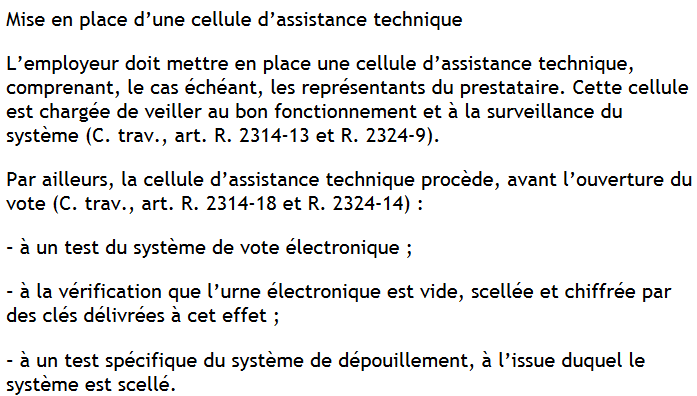 Mise en place d’une cellule d’assistance technique
L’employeur doit mettre en place une cellule d’assistance technique,
comprenant, le cas échéant, les représentants du prestataire. Cette cellule
est chargée de veiller au bon fonctionnement et à la surveillance du
système (C. trav., art. R. 2314-13 et R. 2324-9).
Par ailleurs, la cellule d’assistance technique procède, avant l’ouverture du
vote (C. trav., art. R. 2314-18 et R. 2324-14) :
- à un test du système de vote électronique ;
- à la vérification que l’urne électronique est vide, scellée et chiffrée par
des clés délivrées à cet effet ;
- à un test spécifique du système de dépouillement, à l’issue duquel le
système est scellé.